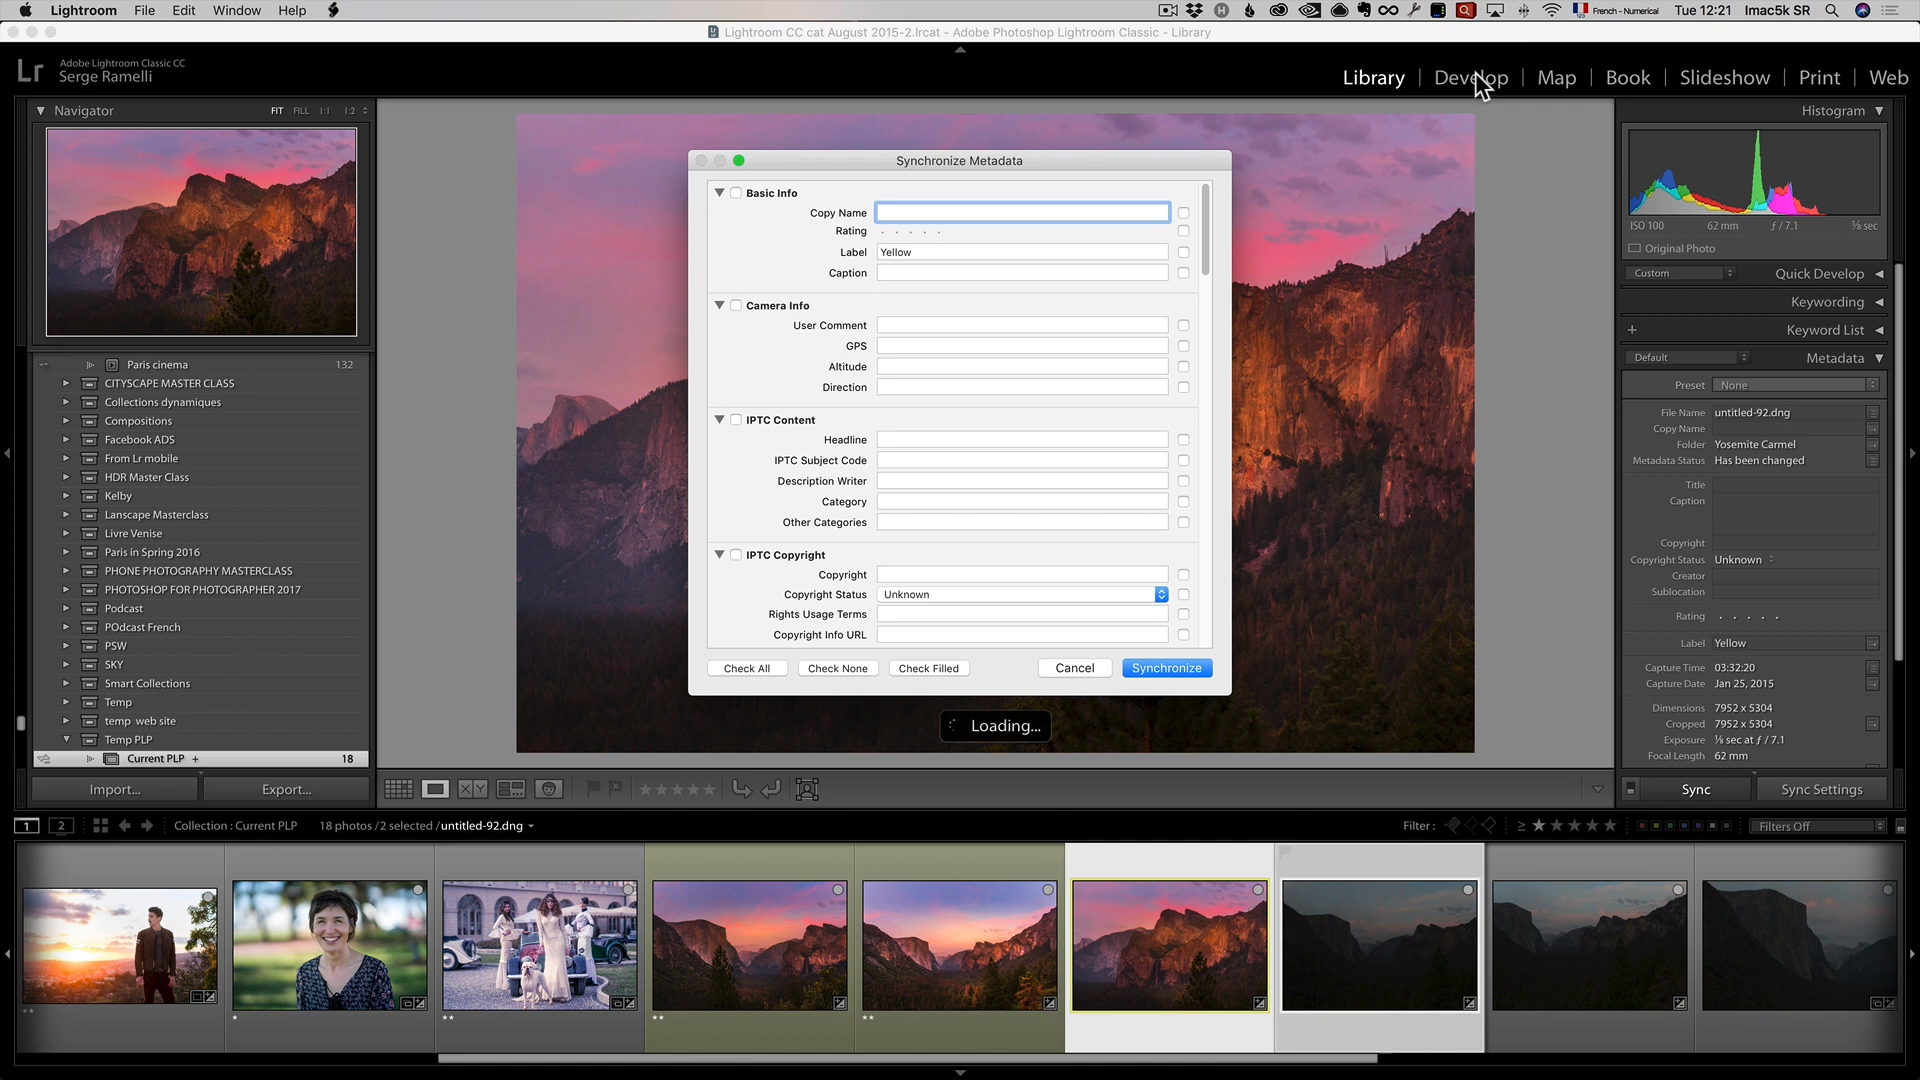 Lightroom File Edit Window Help French - Numerical Tue 12:21 Imac5k SR
Lightroom CC cat August 2015-2.lrcat - Adobe Photoshop Lightroom Classic - Library
Lr Adobe Lightroom Classic CC
Serge Ramelli
Library | Develop | Map | Book | Slideshow | Print | Web
Navigator FIT FILL 1:1 1:2
Paris cinema 132
CITYSCAPE MASTER CLASS
Collections dynamiques
Compositions
Facebook ADS
From Lr mobile
HDR Master Class
Kelby
Lanscape Masterclass
Livre Venise
Paris in Spring 2016
PHONE PHOTOGRAPHY MASTERCLASS
PHOTOSHOP FOR PHOTOGRAPHER 2017
Podcast
POdcast French
PSW
SKY
Smart Collections
Temp
temp web site
Temp PLP
Current PLP + 18
Import... Export...
Synchronize Metadata
Basic Info
Copy Name
Rating
Label Yellow
Caption
Camera Info
User Comment
GPS
Altitude
Direction
IPTC Content
Headline
IPTC Subject Code
Description Writer
Category
Other Categories
IPTC Copyright
Copyright
Copyright Status Unknown
Rights Usage Terms
Copyright Info URL
Check All Check None Check Filled Cancel Synchronize
Loading...
Histogram
ISO 100 62 mm ƒ / 7.1 ⅛ sec
Original Photo
Custom Quick Develop
Keywording
+ Keyword List
Default Metadata
Preset None
File Name untitled-92.dng
Copy Name
Folder Yosemite Carmel
Metadata Status Has been changed
Title
Caption
Copyright
Copyright Status Unknown
Creator
Sublocation
Rating
Label Yellow
Capture Time 03:32:20
Capture Date Jan 25, 2015
Dimensions 7952 x 5304
Cropped 7952 x 5304
Exposure ⅛ sec at ƒ / 7.1
Focal Length 62 mm
Sync Sync Settings
X Y
1 2 Collection : Current PLP 18 photos /2 selected /untitled-92.dng Filter : ≥ Filters Off